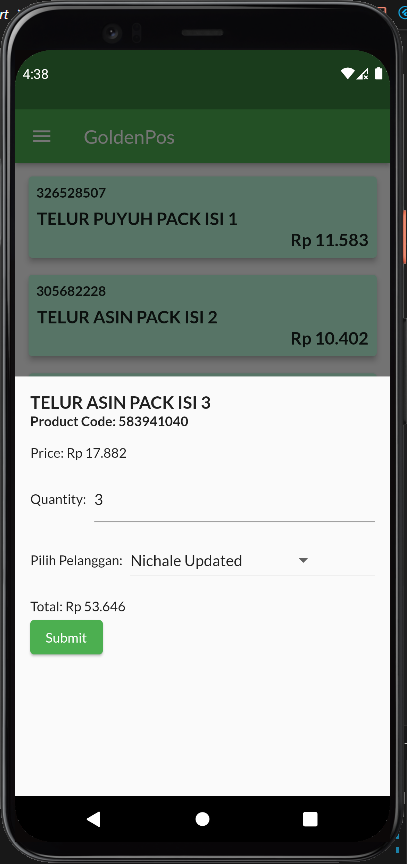 4:38
GoldenPos
326528507
TELUR PUYUH PACK ISI 1
Rp 11.583
305682228
TELUR ASIN PACK ISI 2
Rp 10.402
TELUR ASIN PACK ISI 3
Product Code: 583941040
Price: Rp 17.882
Quantity: 3
Pilih Pelanggan: Nichale Updated
Total: Rp 53.646
Submit